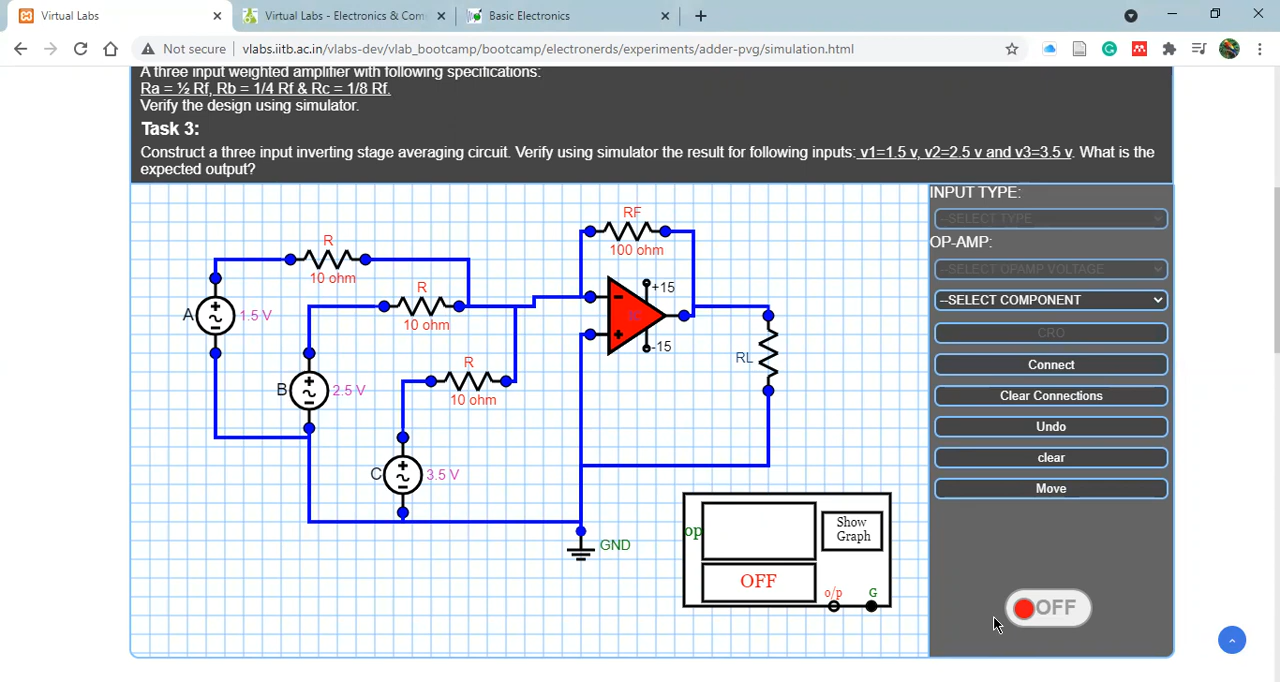 Virtual Labs
Virtual Labs - Electronics & Com
Basic Electronics
Not secure
vlabs.iitb.ac.in/vlabs-dev/vlab_bootcamp/bootcamp/electronerds/experiments/adder-pvg/simulation.html
A three input weighted amplifier with following specifications:
Ra = ½ Rf, Rb = 1/4 Rf & Rc = 1/8 Rf.
Verify the design using simulator.
Task 3:
Construct a three input inverting stage averaging circuit. Verify using simulator the result for following inputs: v1=1.5 v, v2=2.5 v and v3=3.5 v. What is the
expected output?
INPUT TYPE:
--SELECT TYPE
OP-AMP:
--SELECT OPAMP VOLTAGE
--SELECT COMPONENT
CRO
Connect
Clear Connections
Undo
clear
Move
OFF
RF
100 ohm
R
10 ohm
R
10 ohm
R
10 ohm
A
1.5 V
B
2.5 V
C
3.5 V
+15
-15
RL
GND
op
Show
Graph
OFF
o/p
G